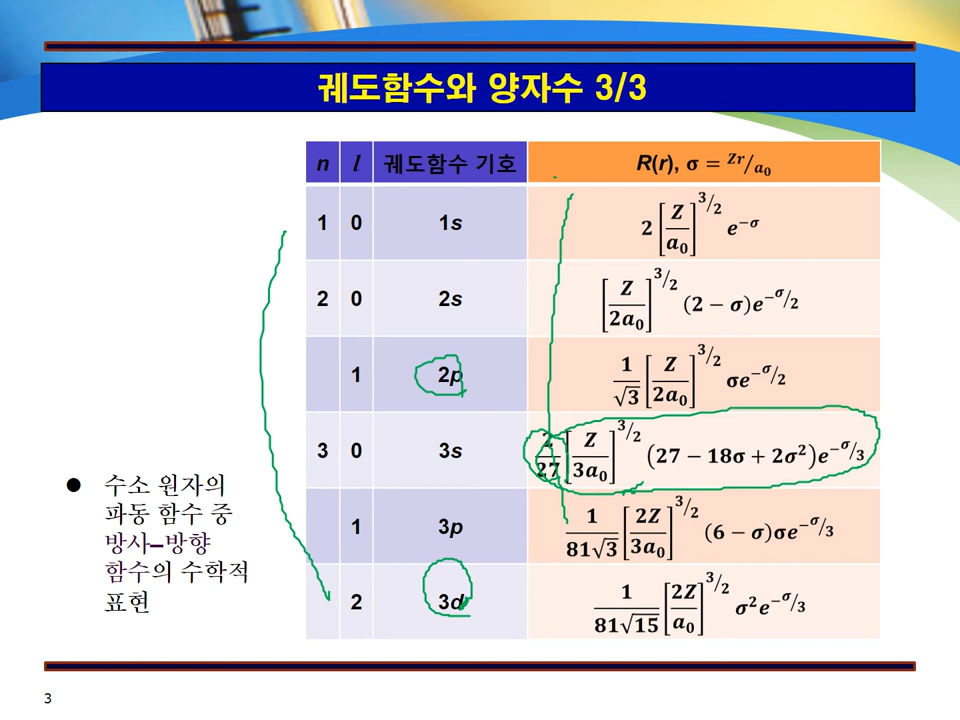 궤도함수와 양자수 3/3
n l 궤도함수 기호 R(r), σ = Zr/a₀
1 0 1s 2 [Z/a₀]^3/2 e^−σ
2 0 2s [Z/2a₀]^3/2 (2 − σ)e^−σ/2
1 2p 1/√3 [Z/2a₀]^3/2 σe^−σ/2
3 0 3s 2/27 [Z/3a₀]^3/2 (27 − 18σ + 2σ²)e^−σ/3
1 3p 1/81√3 [2Z/3a₀]^3/2 (6 − σ)σe^−σ/3
2 3d 1/81√15 [2Z/a₀]^3/2 σ²e^−σ/3
● 수소 원자의
파동 함수 중
방사–방향
함수의 수학적
표현
3